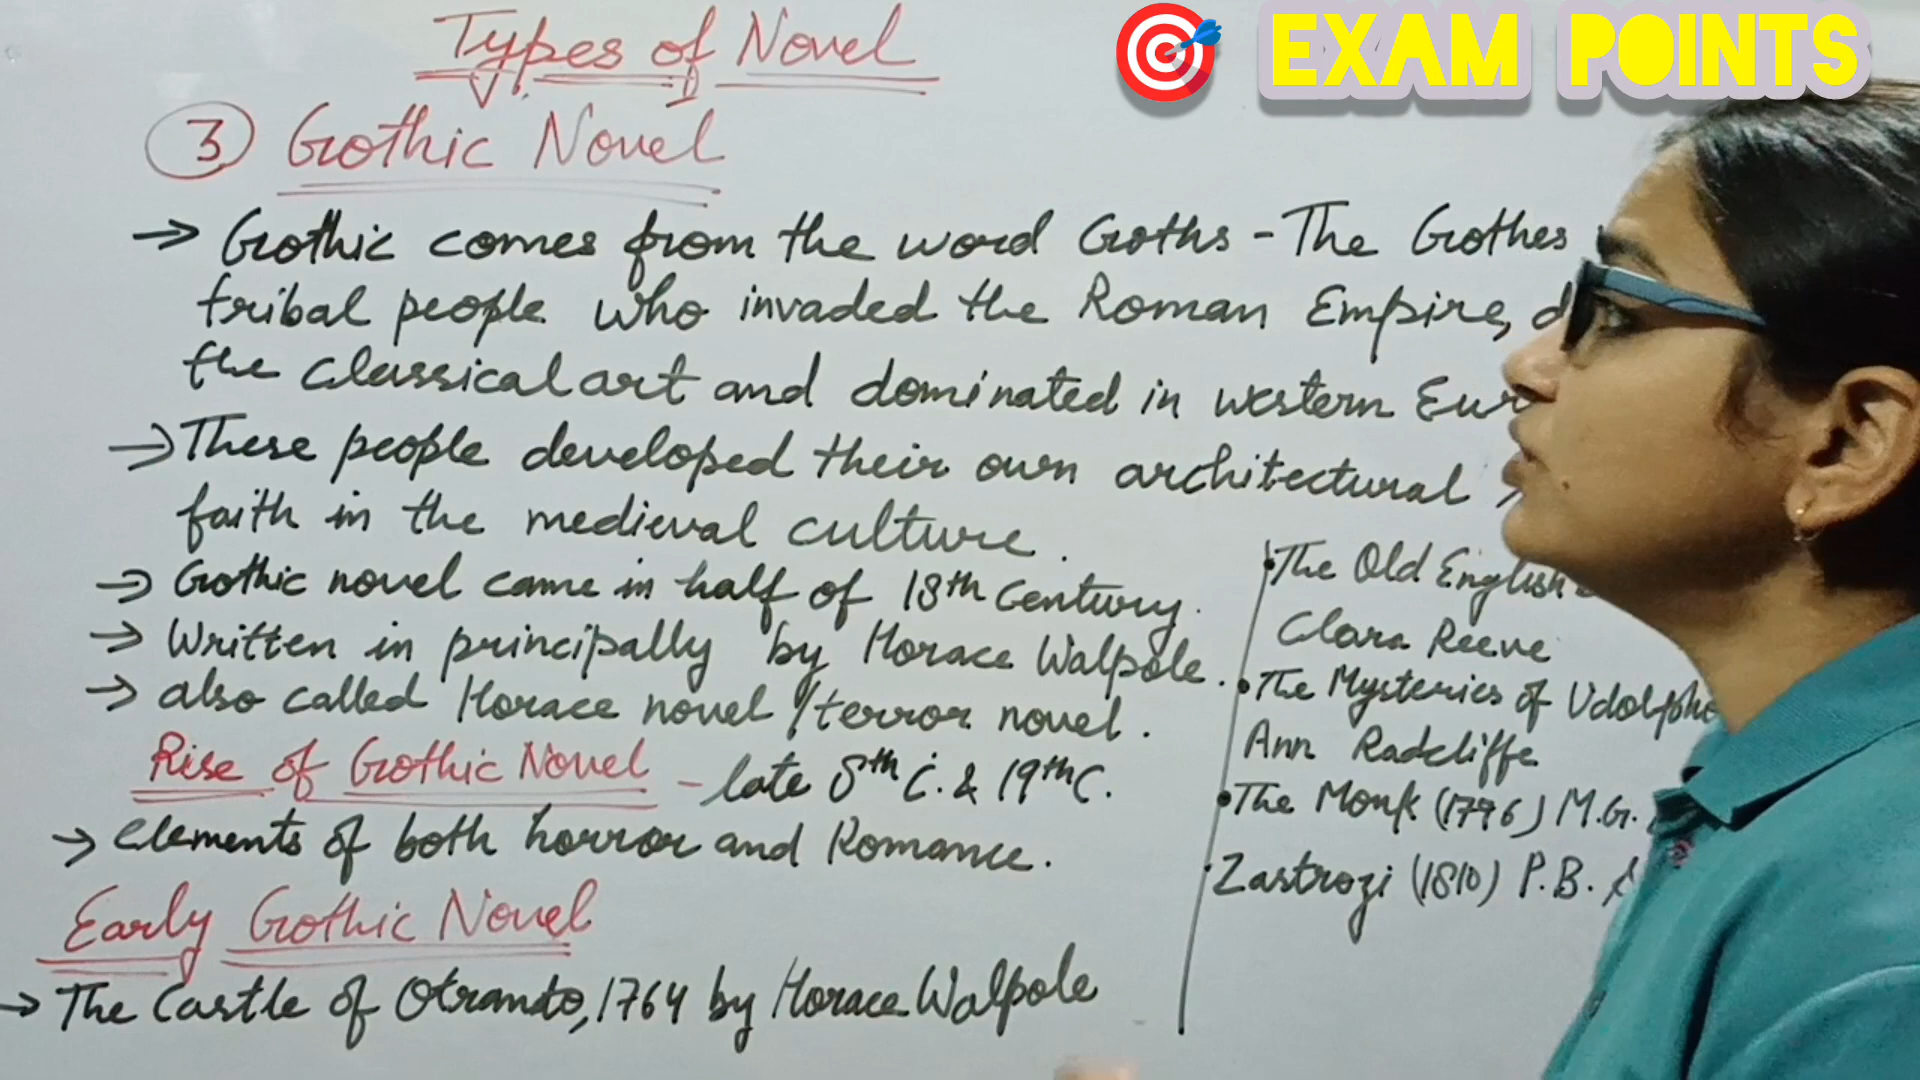 Types of Novel
🎯 EXAM POINTS
3 Gothic Novel
→ Gothic comes from the word Goths - The Gothes
tribal people who invaded the Roman Empire,
the classical art and dominated in western
→ These people developed their own architectural
faith in the medieval culture.
→ Gothic novel came in half of 18th Century.
→ Written in principally by Horace Walpole.
→ also called Horace novel / terror novel.
Rise of Gothic Novel - late 8th C. & 19th C.
→ elements of both horror and Romance.
Early Gothic Novel
→ The Castle of Otranto, 1764 by Horace Walpole
• The Old English
Clara Reeve
• The Mysteries of Udolpho
Ann Radcliffe
• The Monk (1796) M.G.
• Zastrozi (1810) P.B.